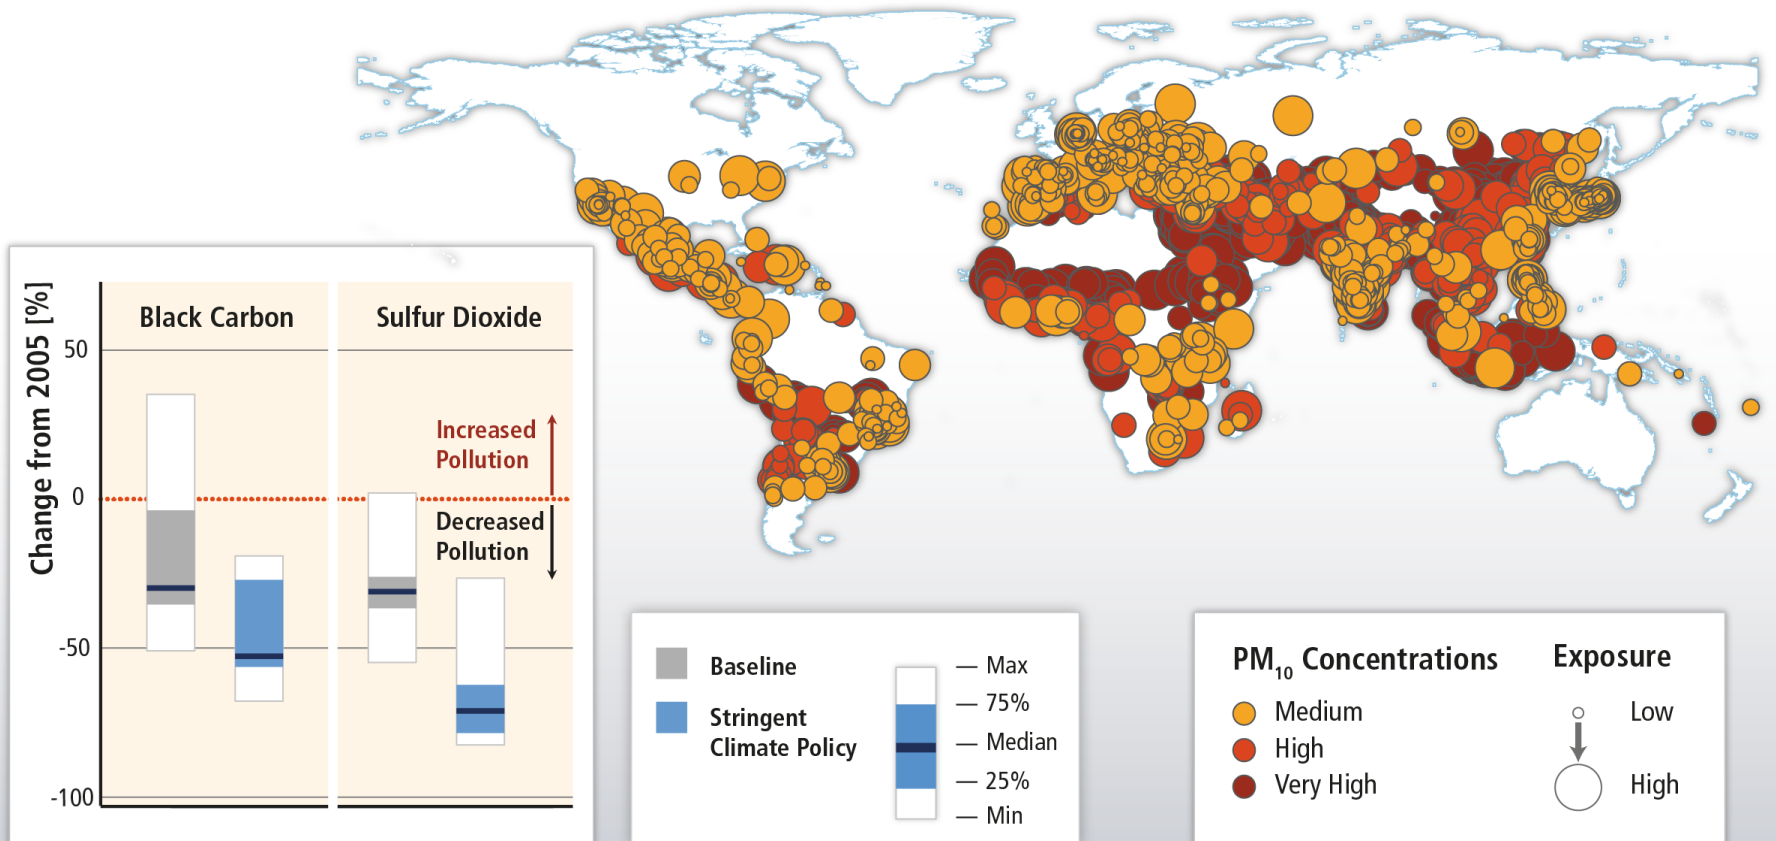 Change from 2005 [%]
Black Carbon
Sulfur Dioxide
50
0
-50
-100
Increased
Pollution
Decreased
Pollution
Baseline
Stringent
Climate Policy
Max
75%
Median
25%
Min
PM10 Concentrations
Medium
High
Very High
Exposure
Low
High